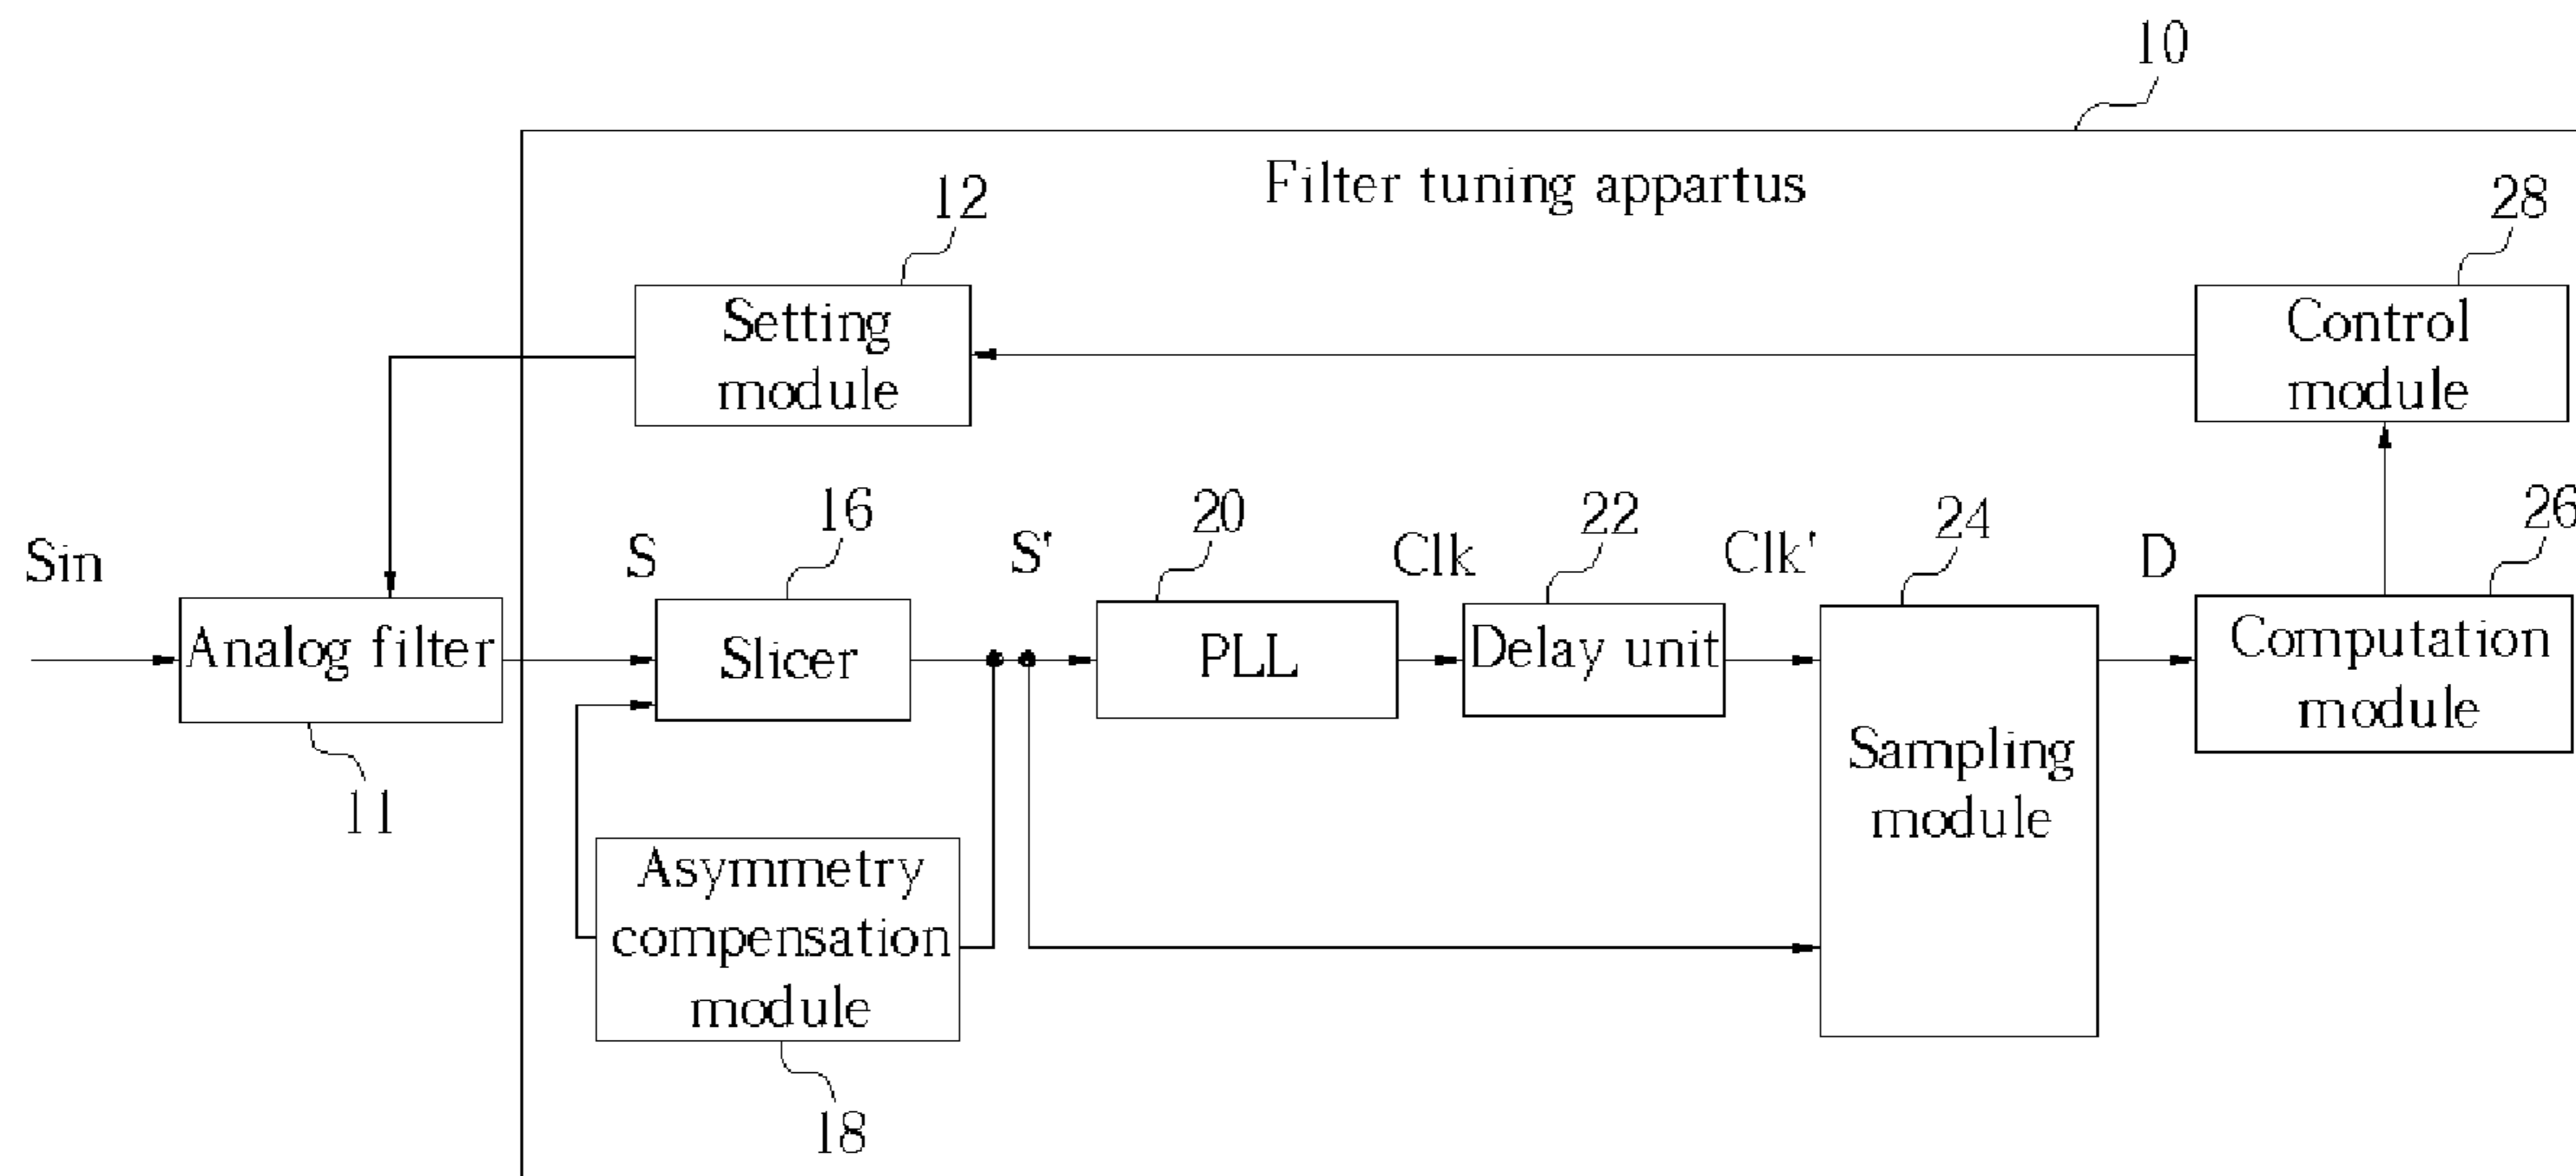 10
Filter tuning appartus
12
28
Setting
module
Control
module
Sin
S
16
S'
20
Clk
22
Clk'
24
D
26
Analog filter
Slicer
PLL
Delay unit
Sampling
module
Computation
module
11
Asymmetry
compensation
module
18